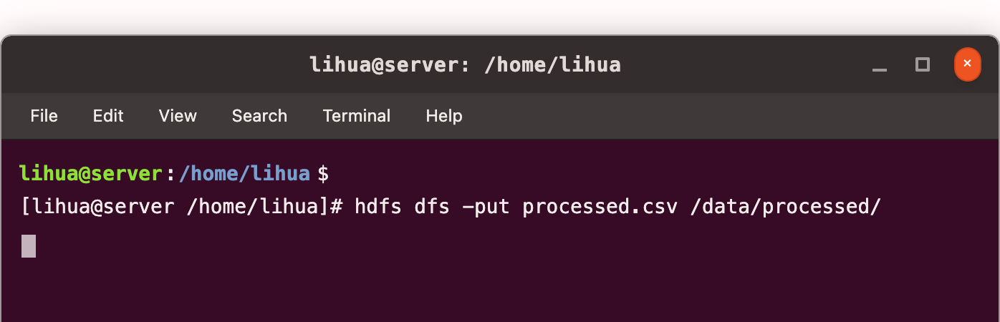 lihua@server: /home/lihua
File Edit View Search Terminal Help
lihua@server:/home/lihua $
[lihua@server /home/lihua]# hdfs dfs -put processed.csv /data/processed/